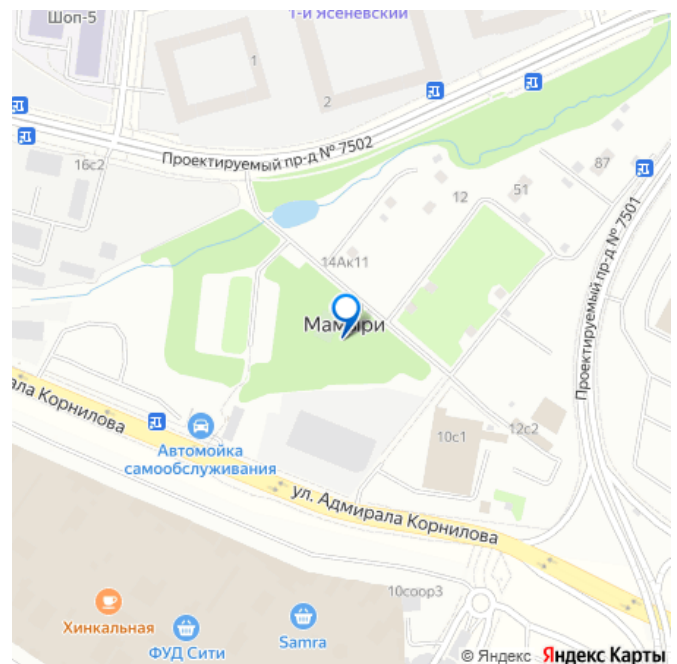 Шоп-5
1-й Ясеневский
1
2
Проектируемый пр-д № 7502
16с2
87
51
12
14Ак11
Проектируемый пр-д № 7501
Мамыри
ала Корнилова
12с2
10с1
Автомойка
самообслуживания
ул. Адмирала Корнилова
10соор3
Хинкальная
ФУД Сити
Samra
© Яндекс Яндекс Карты